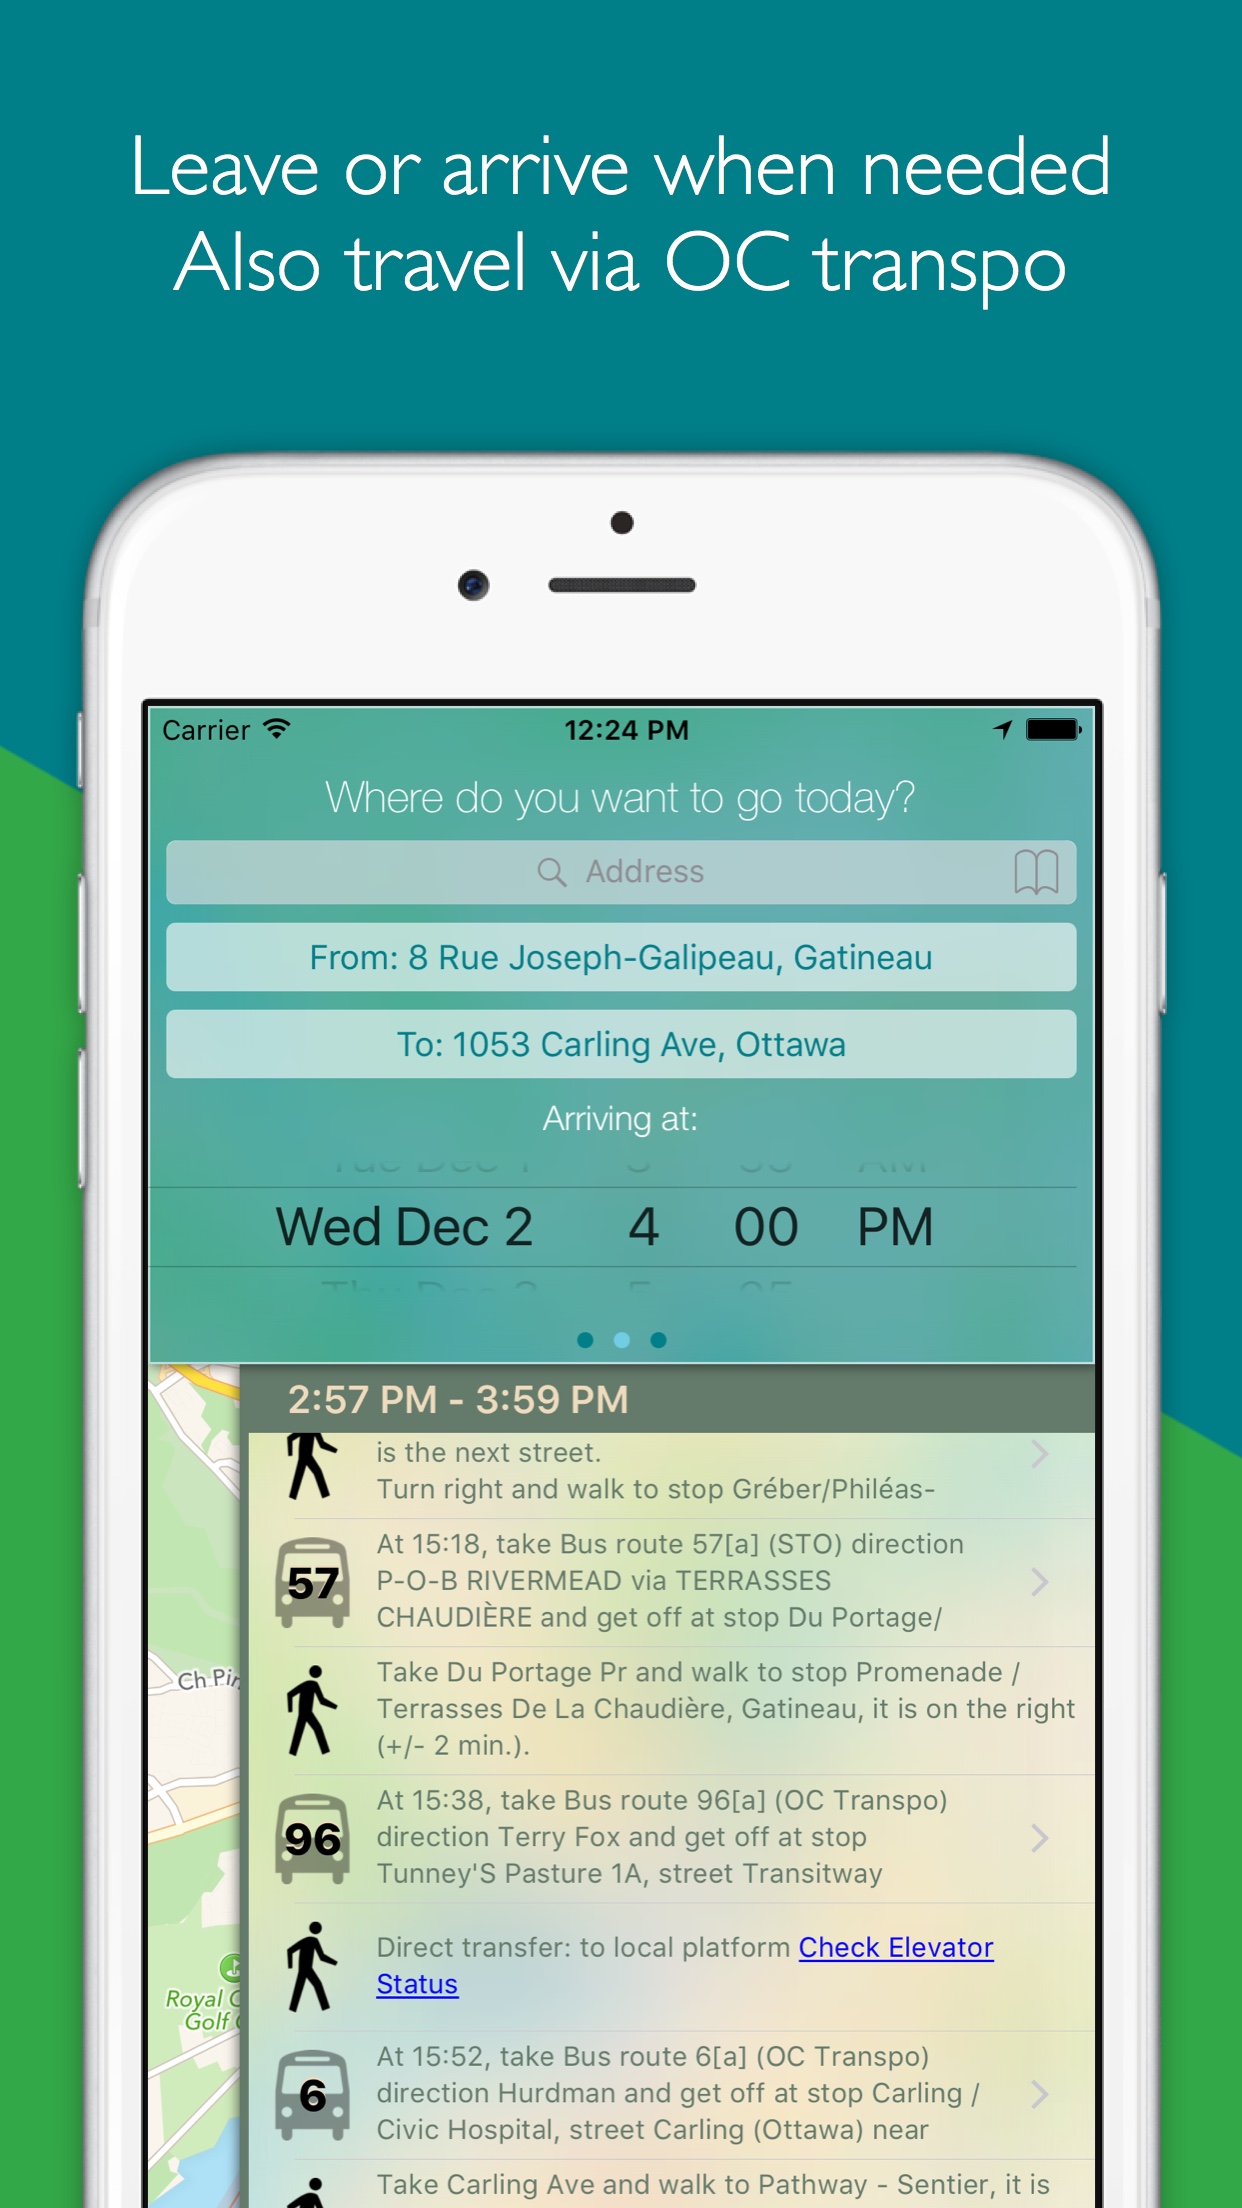 Leave or arrive when needed
Also travel via OC transpo
Carrier 12:24 PM
Where do you want to go today?
Address
From: 8 Rue Joseph-Galipeau, Gatineau
To: 1053 Carling Ave, Ottawa
Arriving at:
Wed Dec 2 4 00 PM
2:57 PM - 3:59 PM
is the next street.
Turn right and walk to stop Gréber/Philéas-
57
At 15:18, take Bus route 57[a] (STO) direction
P-O-B RIVERMEAD via TERRASSES
CHAUDIÈRE and get off at stop Du Portage/
Ch Pin
Take Du Portage Pr and walk to stop Promenade /
Terrasses De La Chaudière, Gatineau, it is on the right
(+/- 2 min.).
96
At 15:38, take Bus route 96[a] (OC Transpo)
direction Terry Fox and get off at stop
Tunney'S Pasture 1A, street Transitway
Direct transfer: to local platform Check Elevator
Status
Royal
Golf
6
At 15:52, take Bus route 6[a] (OC Transpo)
direction Hurdman and get off at stop Carling /
Civic Hospital, street Carling (Ottawa) near
Take Carling Ave and walk to Pathway - Sentier, it is